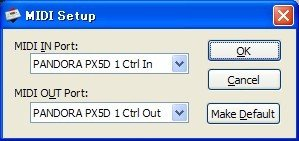 MIDI Setup
MIDI IN Port:
PANDORA PX5D 1 Ctrl In
OK
Cancel
MIDI OUT Port:
PANDORA PX5D 1 Ctrl Out
Make Default